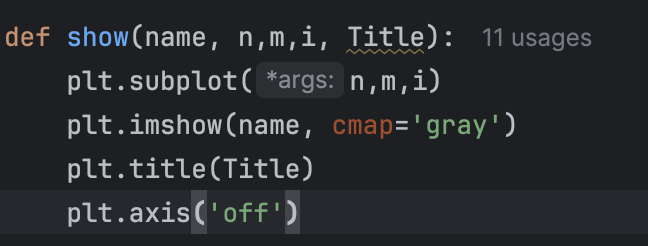 def show(name, n,m,i, Title): 11 usages
    plt.subplot(*args: n,m,i)
    plt.imshow(name, cmap='gray')
    plt.title(Title)
    plt.axis('off')